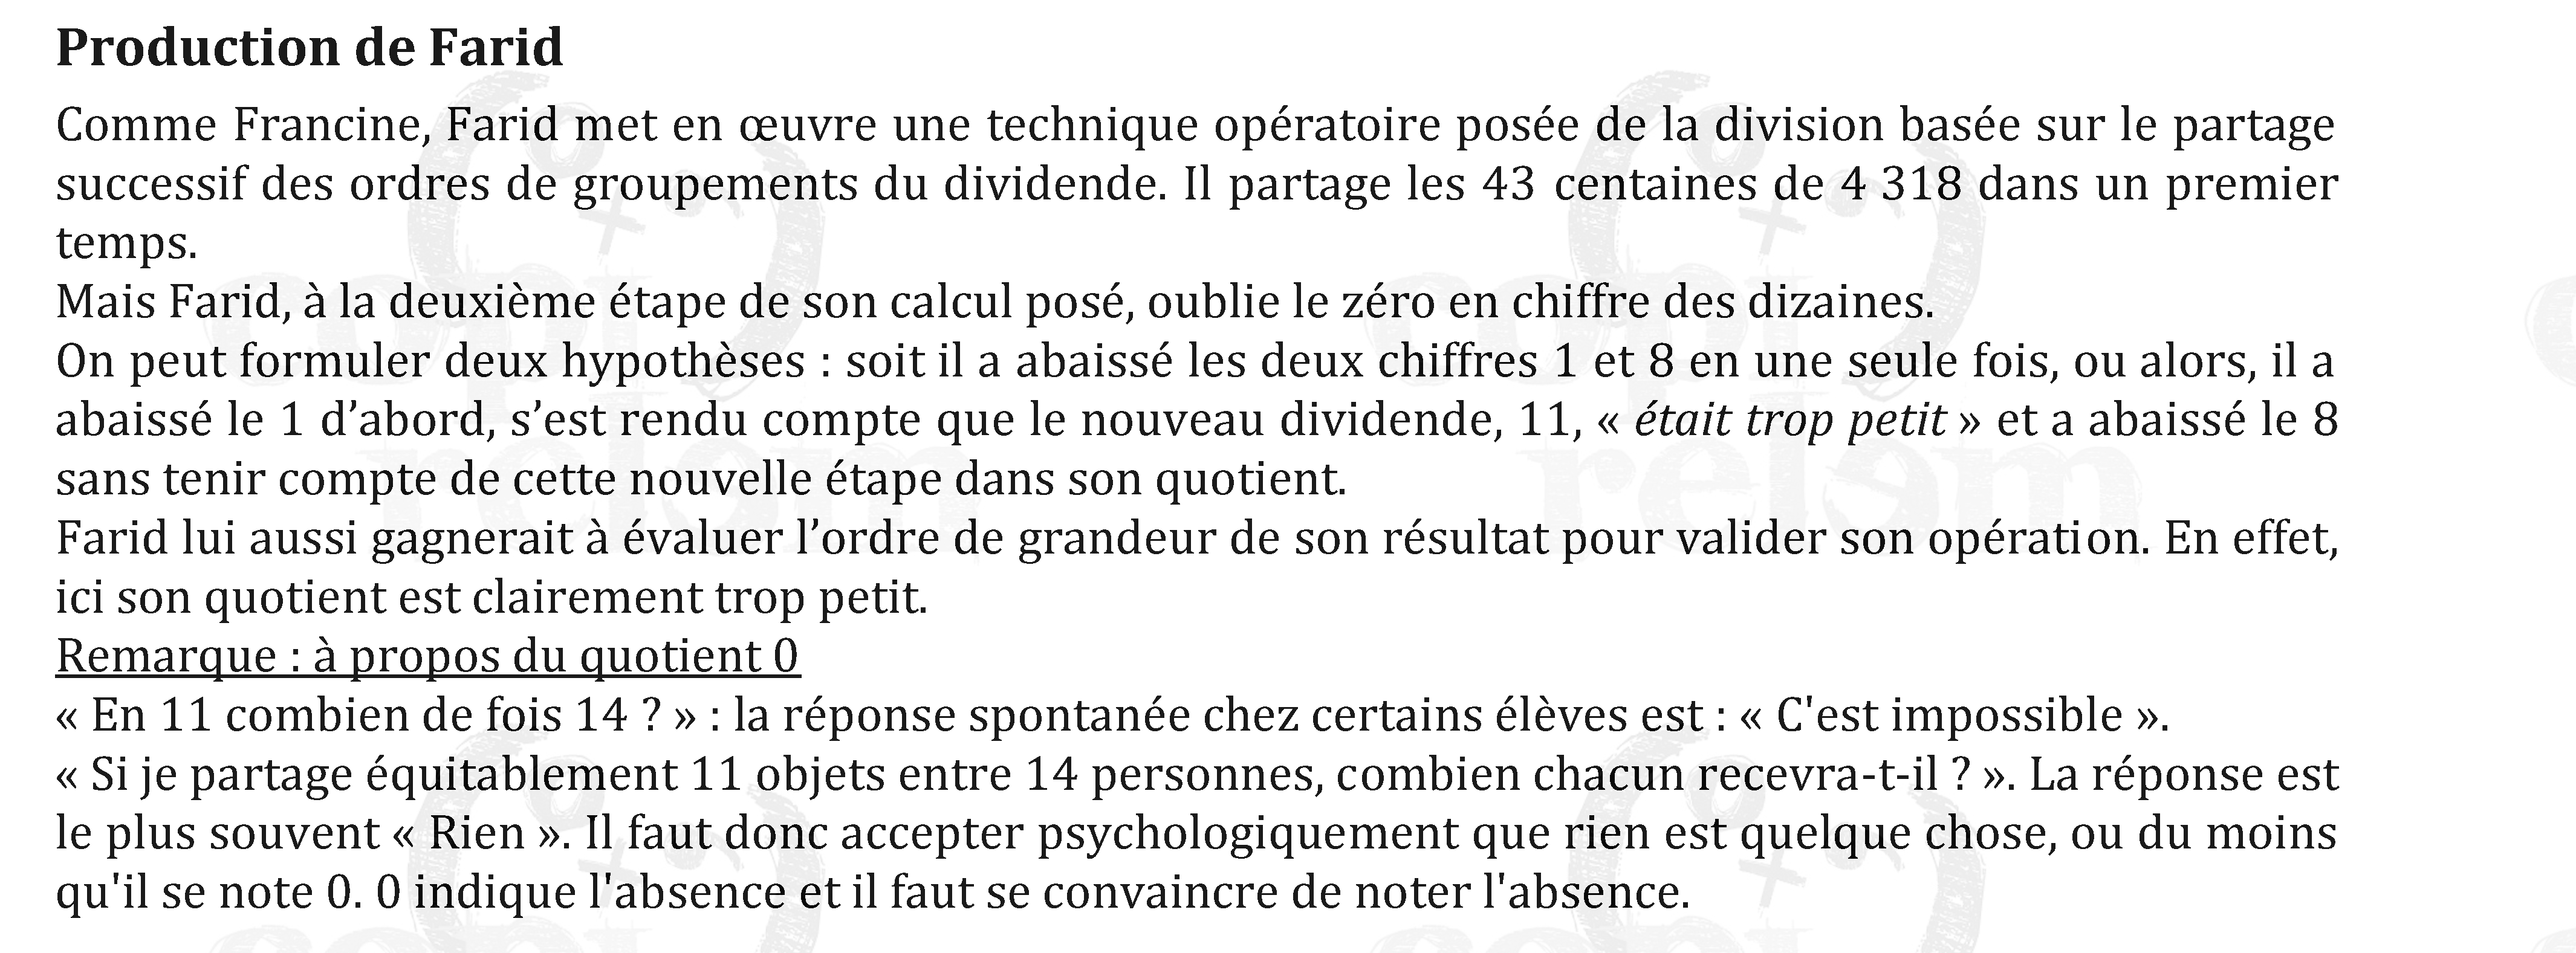 Production de Farid
Comme Francine, Farid met en œuvre une technique opératoire posée de la division basée sur le partage
successif des ordres de groupements du dividende. Il partage les 43 centaines de 4 318 dans un premier
temps.
Mais Farid, à la deuxième étape de son calcul posé, oublie le zéro en chiffre des dizaines.
On peut formuler deux hypothèses : soit il a abaissé les deux chiffres 1 et 8 en une seule fois, ou alors, il a
abaissé le 1 d’abord, s’est rendu compte que le nouveau dividende, 11, « était trop petit » et a abaissé le 8
sans tenir compte de cette nouvelle étape dans son quotient.
Farid lui aussi gagnerait à évaluer l’ordre de grandeur de son résultat pour valider son opération. En effet,
ici son quotient est clairement trop petit.
Remarque : à propos du quotient 0
« En 11 combien de fois 14 ? » : la réponse spontanée chez certains élèves est : « C'est impossible ».
« Si je partage équitablement 11 objets entre 14 personnes, combien chacun recevra-t-il ? ». La réponse est
le plus souvent « Rien ». Il faut donc accepter psychologiquement que rien est quelque chose, ou du moins
qu'il se note 0. 0 indique l'absence et il faut se convaincre de noter l'absence.